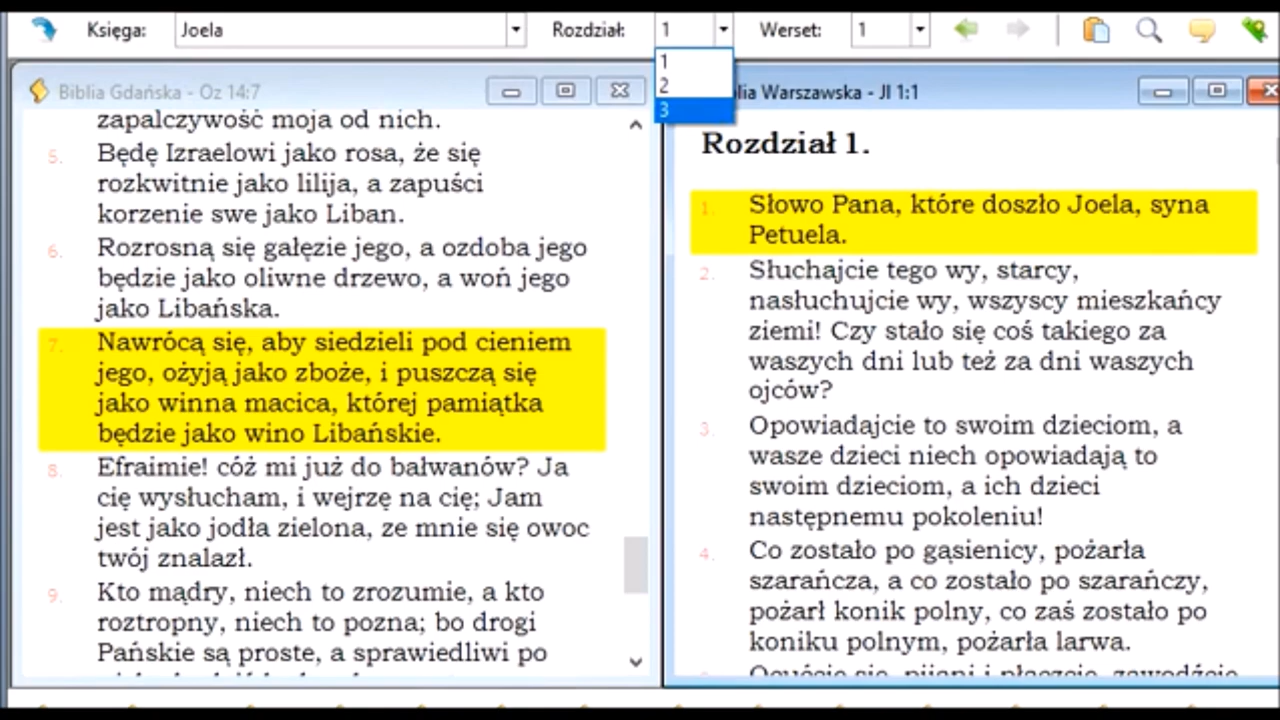 Księga: Joela Rozdział: 1 Werset: 1
1
2
3
Biblia Gdańska - Oz 14:7
zapalczywość moja od nich.
5. Będę Izraelowi jako rosa, że się
rozkwitnie jako lilija, a zapuści
korzenie swe jako Liban.
6. Rozrosną się gałęzie jego, a ozdoba jego
będzie jako oliwne drzewo, a woń jego
jako Libańska.
7. Nawrócą się, aby siedzieli pod cieniem
jego, ożyją jako zboże, i puszczą się
jako winna macica, której pamiątka
będzie jako wino Libańskie.
8. Efraimie! cóż mi już do bałwanów? Ja
cię wysłucham, i wejrzę na cię; Jam
jest jako jodła zielona, ze mnie się owoc
twój znalazł.
9. Kto mądry, niech to zrozumie, a kto
roztropny, niech to pozna; bo drogi
Pańskie są proste, a sprawiedliwi po
lia Warszawska - Jl 1:1
Rozdział 1.
1. Słowo Pana, które doszło Joela, syna
Petuela.
2. Słuchajcie tego wy, starcy,
nasłuchujcie wy, wszyscy mieszkańcy
ziemi! Czy stało się coś takiego za
waszych dni lub też za dni waszych
ojców?
3. Opowiadajcie to swoim dzieciom, a
wasze dzieci niech opowiadają to
swoim dzieciom, a ich dzieci
następnemu pokoleniu!
4. Co zostało po gąsienicy, pożarła
szarańcza, a co zostało po szarańczy,
pożarł konik polny, co zaś zostało po
koniku polnym, pożarła larwa.
Ocućcie się, pijani i płaczcie, zawodźcie